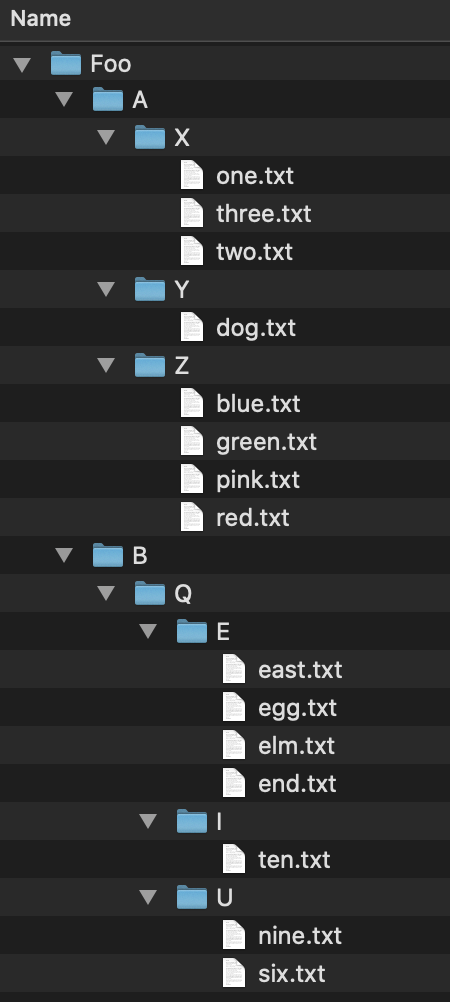 Name
Foo
A
X
one.txt
three.txt
two.txt
Y
dog.txt
Z
blue.txt
green.txt
pink.txt
red.txt
B
Q
E
east.txt
egg.txt
elm.txt
end.txt
I
ten.txt
U
nine.txt
six.txt